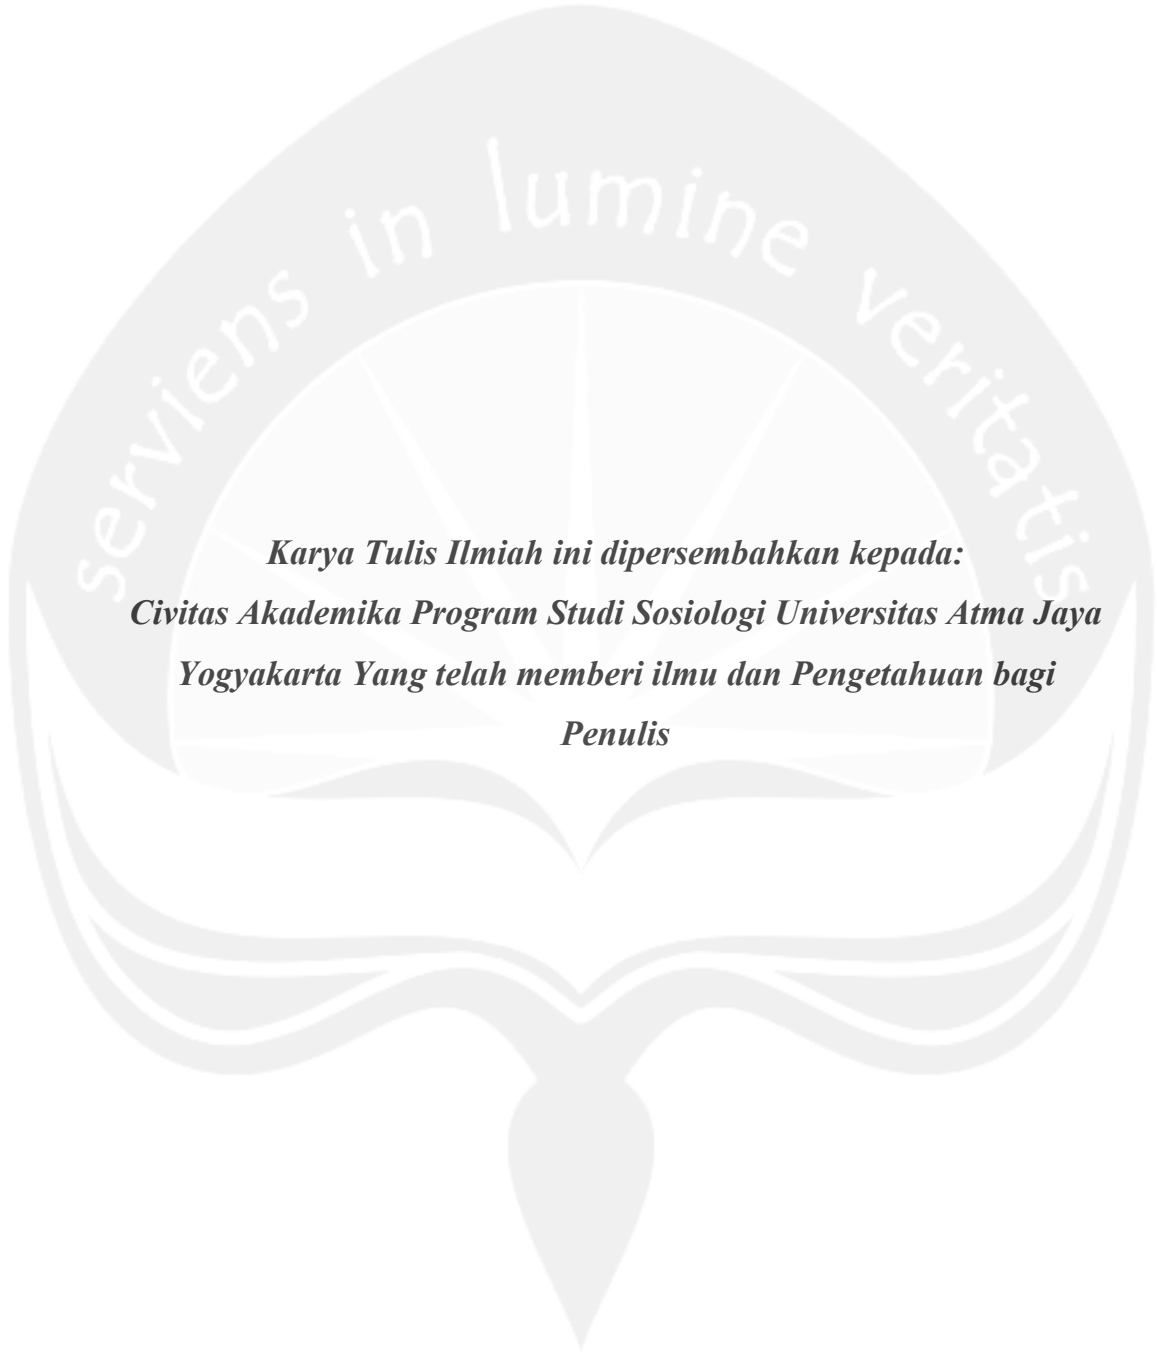 serviens in lumine veritatis
Karya Tulis Ilmiah ini dipersembahkan kepada:
Civitas Akademika Program Studi Sosiologi Universitas Atma Jaya
Yogyakarta Yang telah memberi ilmu dan Pengetahuan bagi
Penulis